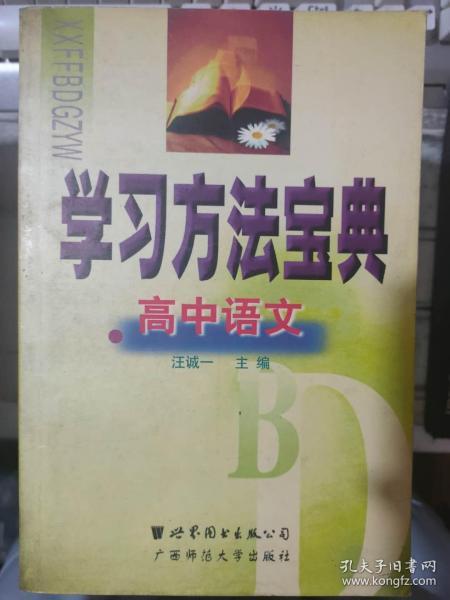 XXFFBDGZYW
学习方法宝典
高中语文
汪诚一 主编
BD
世界图书出版公司
广西师范大学出版社
孔夫子旧书网
www.kongfz.com